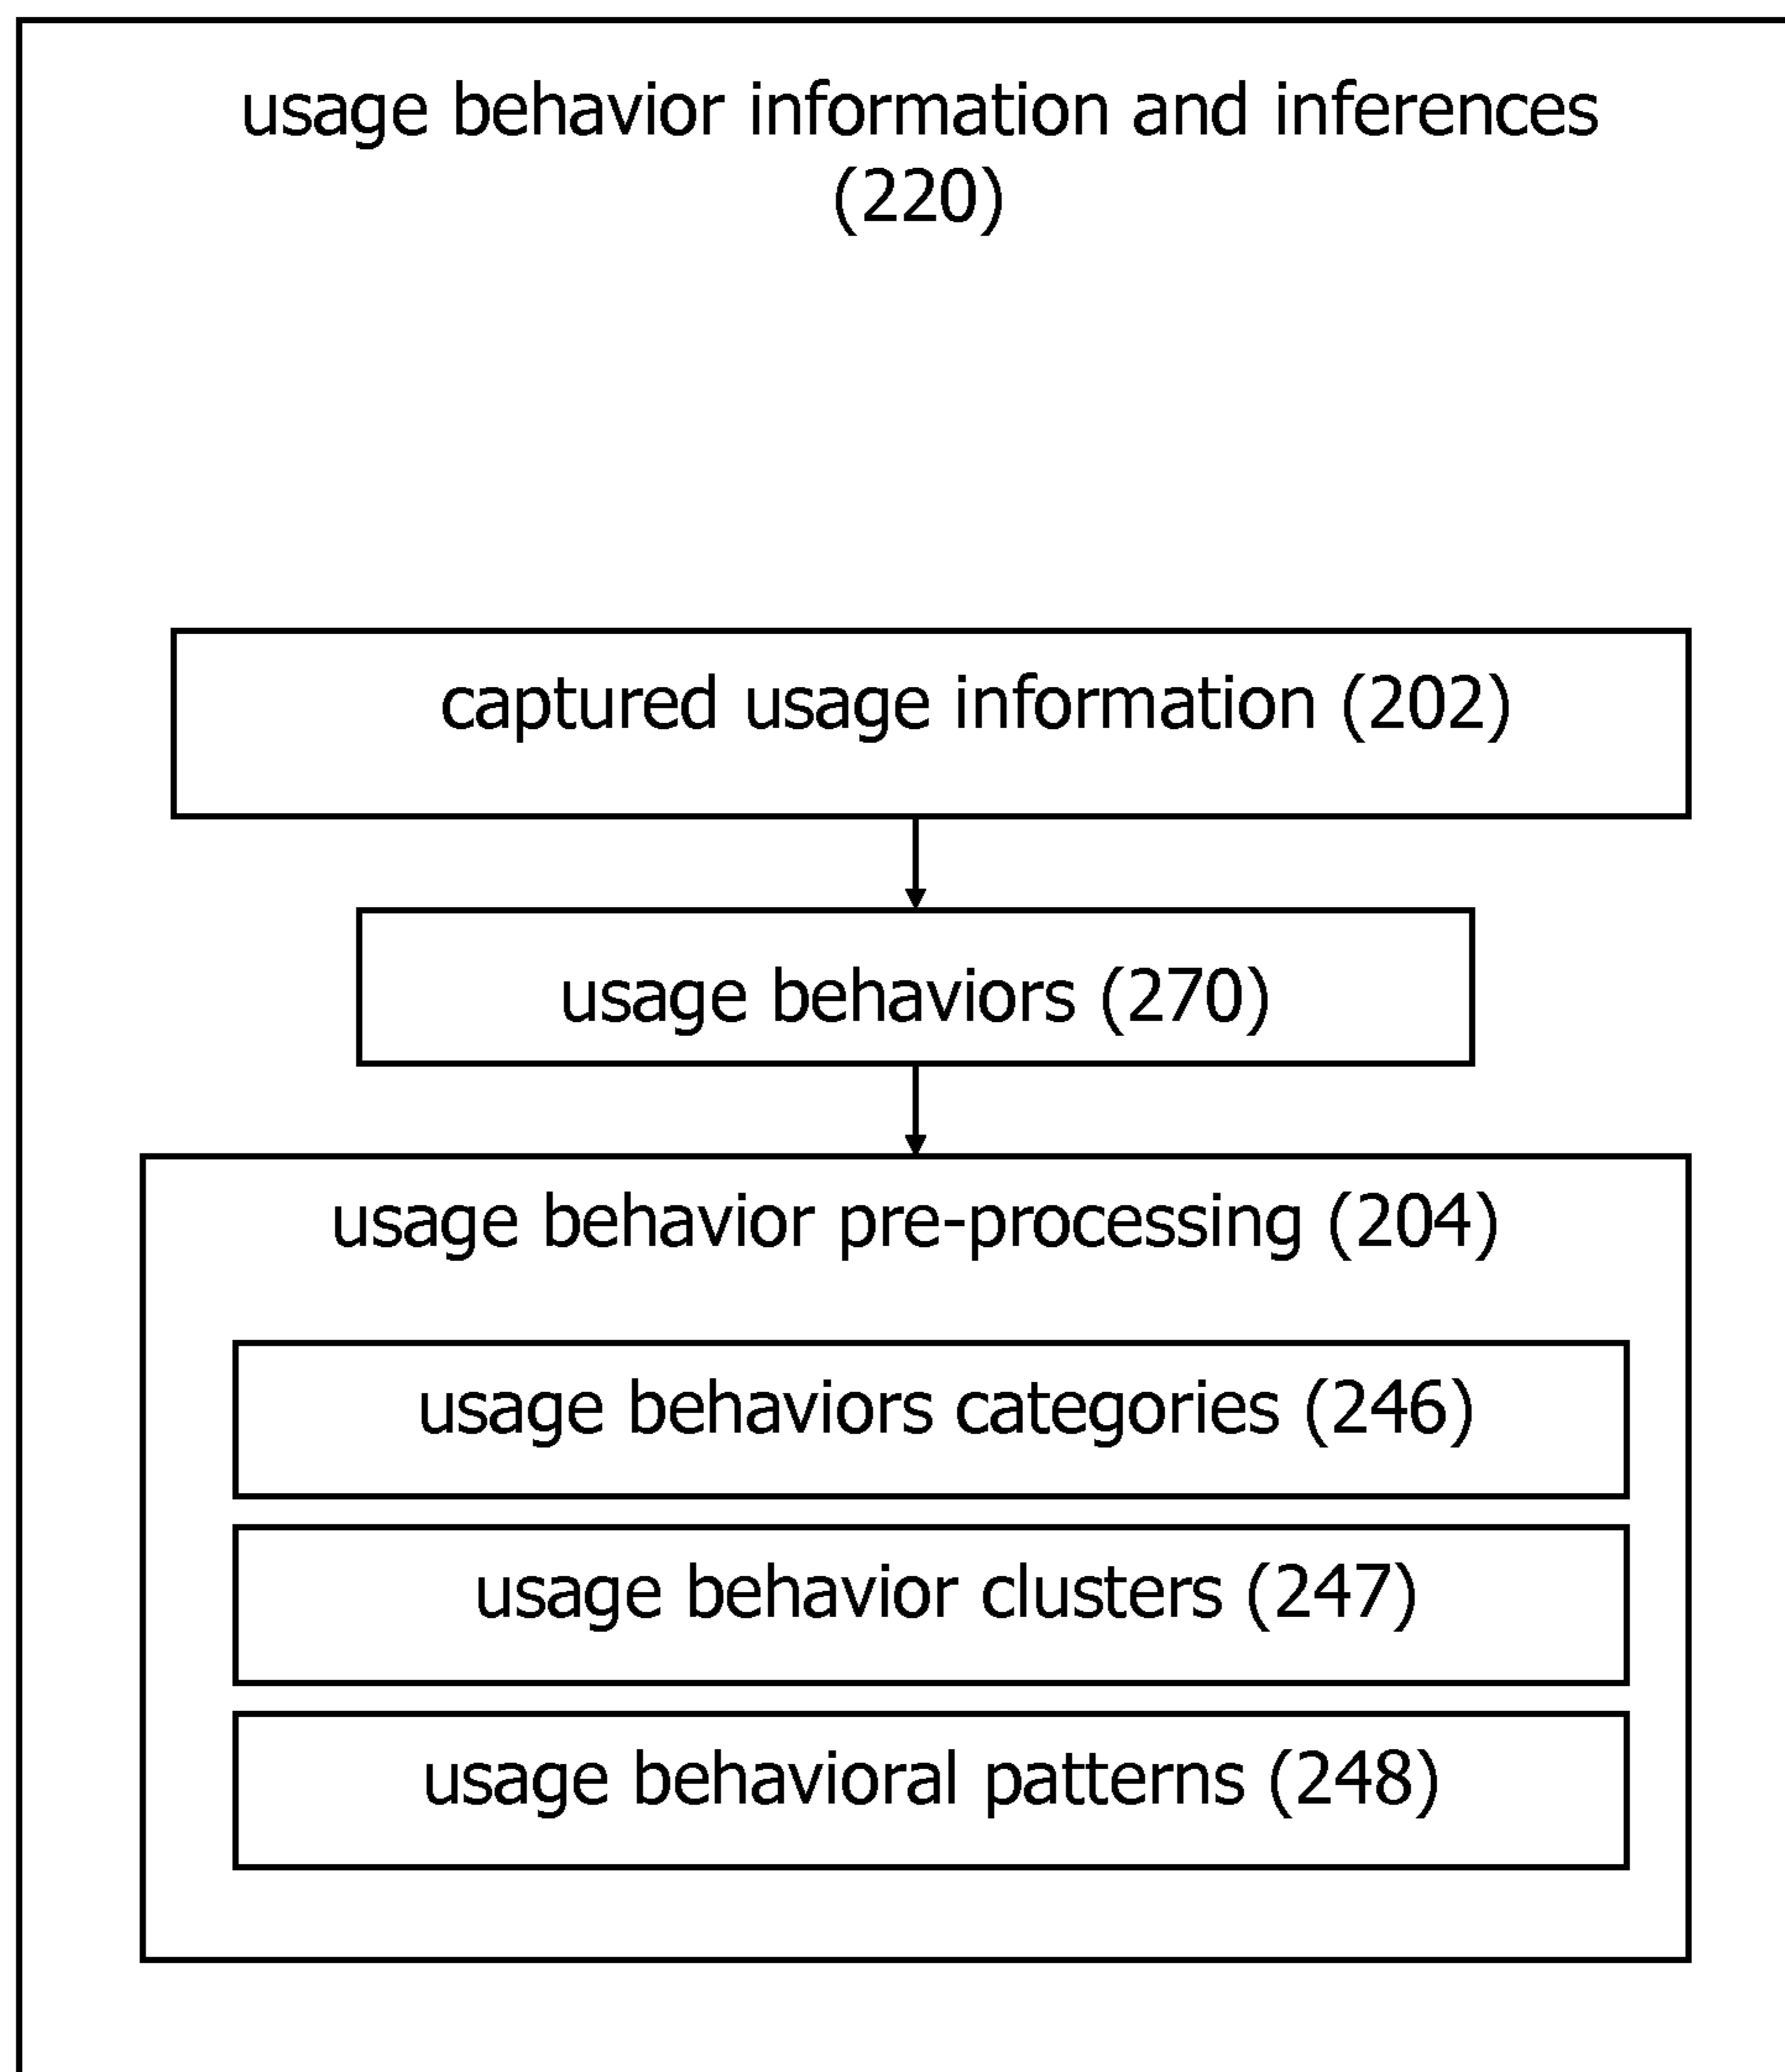 usage behavior information and inferences
(220)
captured usage information (202)
usage behaviors (270)
usage behavior pre-processing (204)
usage behaviors categories (246)
usage behavior clusters (247)
usage behavioral patterns (248)